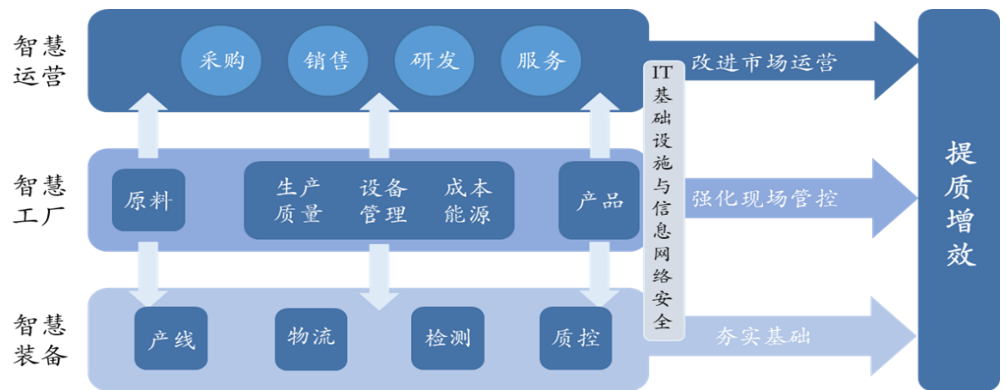 智慧
运营
采购
销售
研发
服务
改进市场运营
智慧
工厂
原料
生产
质量
设备
管理
成本
能源
产品
强化现场管控
智慧
装备
产线
物流
检测
质控
夯实基础
IT
基础设施与信息网络安全
提质增效